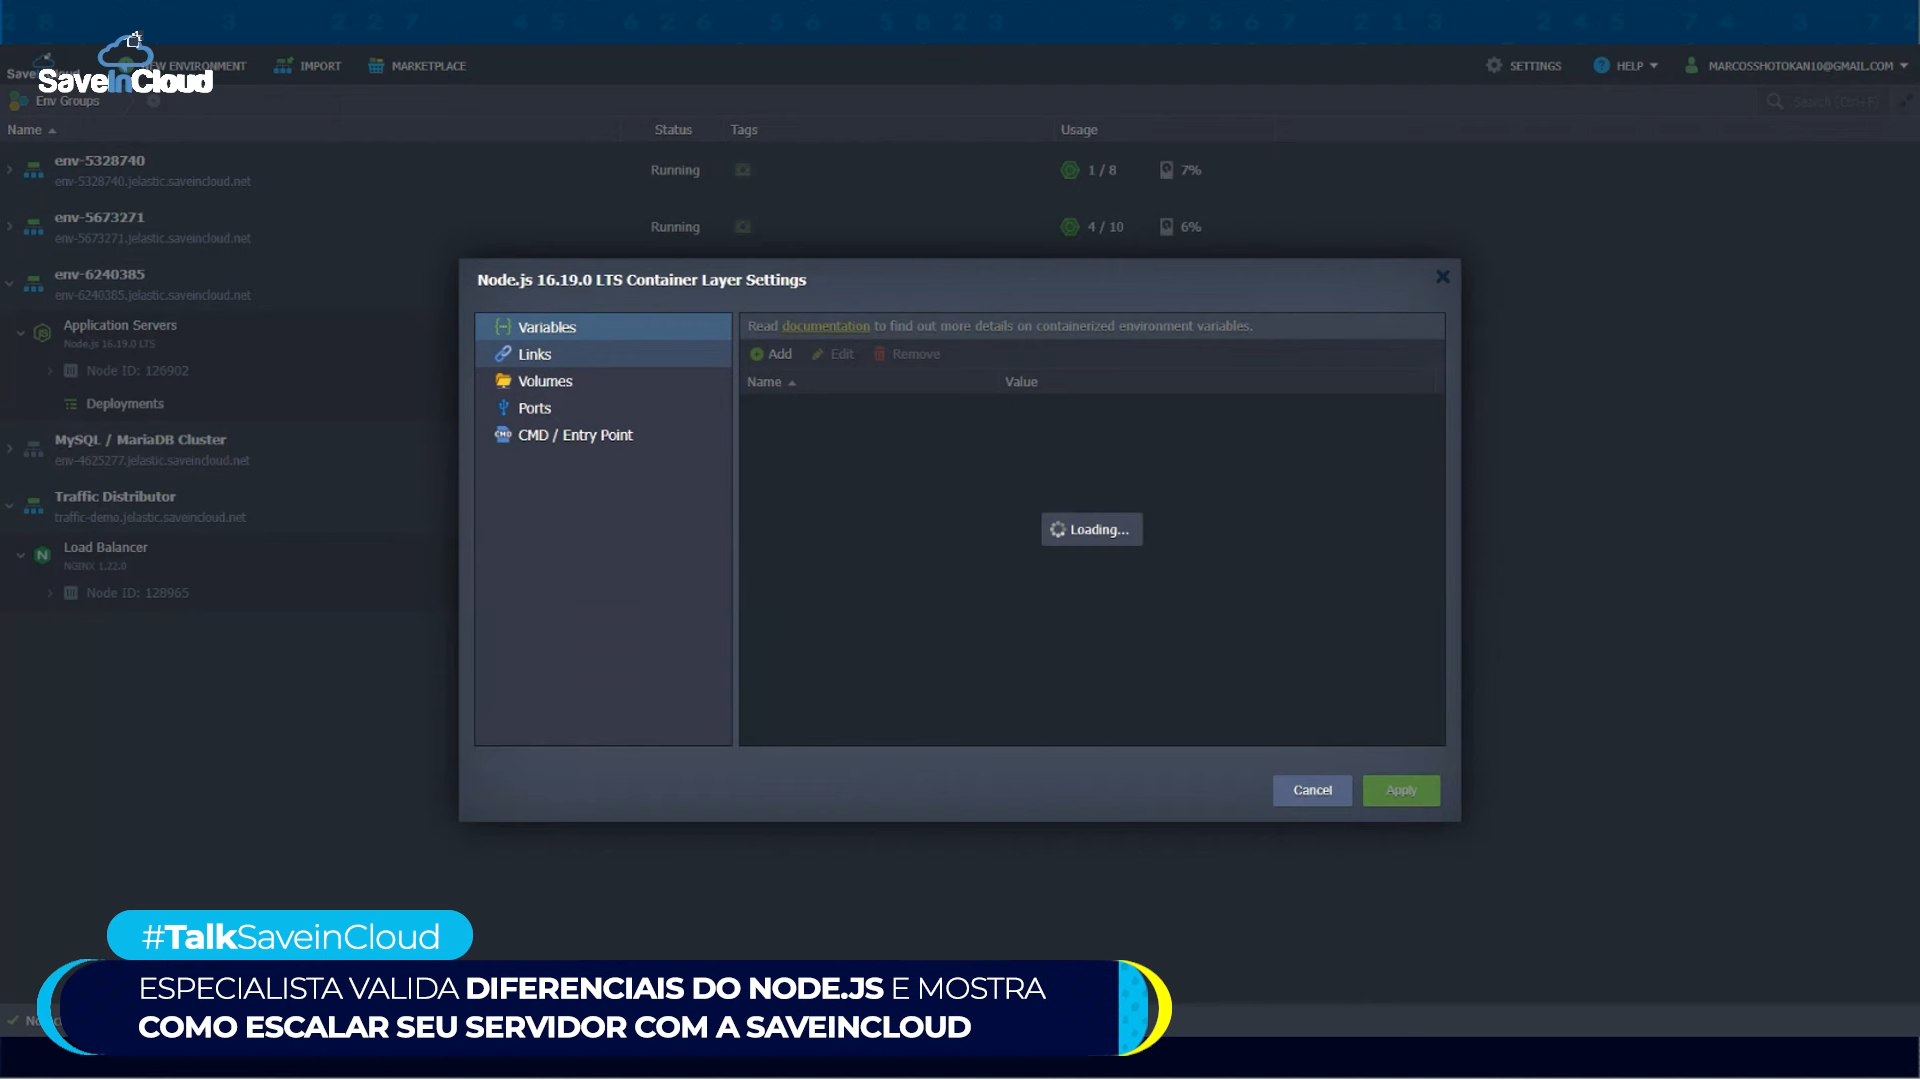 SaveinCloud
NEW ENVIRONMENT
IMPORT
MARKETPLACE
SETTINGS
HELP
MARCOSSHOTOKAN10@GMAIL.COM
Env Groups
Search (Ctrl+F)
Name
Status
Tags
Usage
env-5328740
env-5328740.jelastic.saveincloud.net
Running
1 / 8
7%
env-5673271
env-5673271.jelastic.saveincloud.net
Running
4 / 10
6%
env-6240385
env-6240385.jelastic.saveincloud.net
Application Servers
Node.js 16.19.0 LTS
Node ID: 126902
Deployments
MySQL / MariaDB Cluster
env-4625277.jelastic.saveincloud.net
Traffic Distributor
traffic-demo.jelastic.saveincloud.net
Load Balancer
NGINX 1.22.0
Node ID: 128965
Node.js 16.19.0 LTS Container Layer Settings
Variables
Links
Volumes
Ports
CMD / Entry Point
Read documentation to find out more details on containerized environment variables.
Add
Edit
Remove
Name
Value
Loading...
Cancel
Apply
#TalkSaveinCloud
ESPECIALISTA VALIDA DIFERENCIAIS DO NODE.JS E MOSTRA
COMO ESCALAR SEU SERVIDOR COM A SAVEINCLOUD